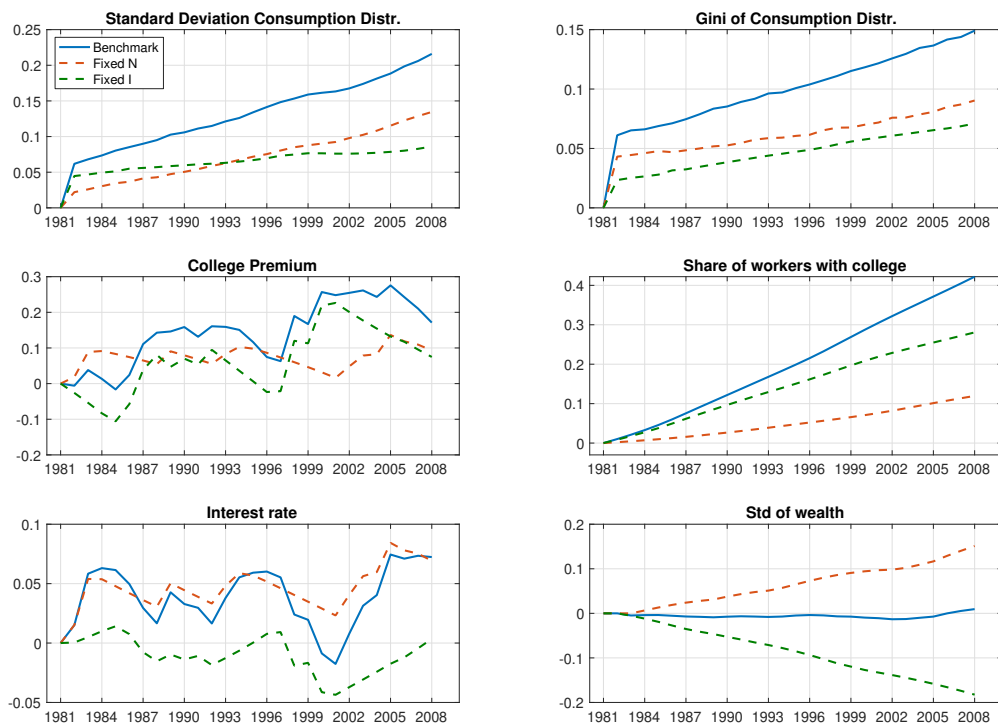 Standard Deviation Consumption Distr.
0.25
0.2
0.15
0.1
0.05
0
Benchmark
Fixed N
Fixed I
1981 1984 1987 1990 1993 1996 1999 2002 2005 2008
Gini of Consumption Distr.
0.15
0.1
0.05
0
1981 1984 1987 1990 1993 1996 1999 2002 2005 2008
College Premium
0.3
0.2
0.1
0
-0.1
-0.2
1981 1984 1987 1990 1993 1996 1999 2002 2005 2008
Share of workers with college
0.4
0.3
0.2
0.1
0
1981 1984 1987 1990 1993 1996 1999 2002 2005 2008
Interest rate
0.1
0.05
0
-0.05
1981 1984 1987 1990 1993 1996 1999 2002 2005 2008
Std of wealth
0.2
0.1
0
-0.1
-0.2
1981 1984 1987 1990 1993 1996 1999 2002 2005 2008